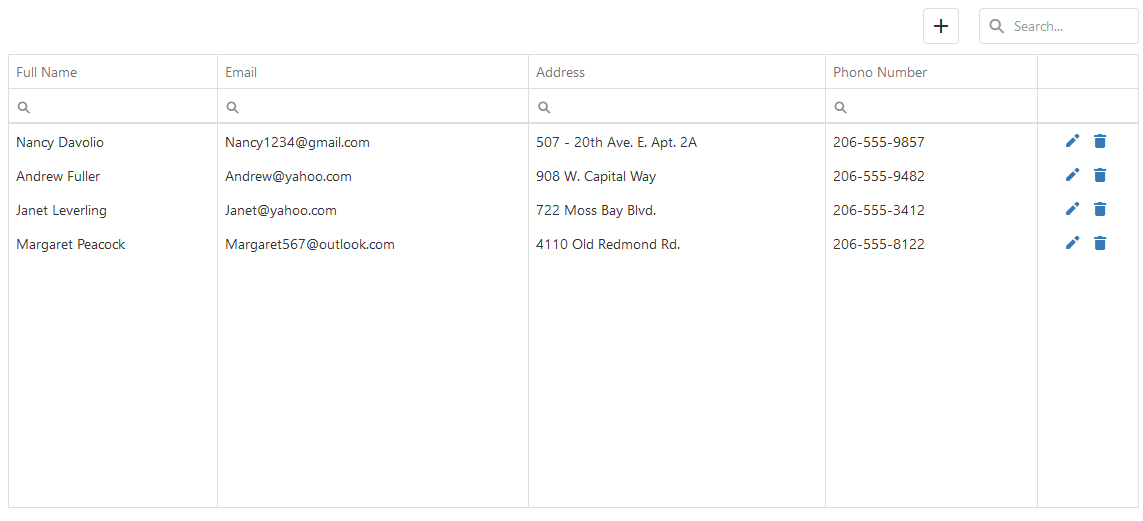 Search...
Full Name Email Address Phono Number
Nancy Davolio Nancy1234@gmail.com 507 - 20th Ave. E. Apt. 2A 206-555-9857
Andrew Fuller Andrew@yahoo.com 908 W. Capital Way 206-555-9482
Janet Leverling Janet@yahoo.com 722 Moss Bay Blvd. 206-555-3412
Margaret Peacock Margaret567@outlook.com 4110 Old Redmond Rd. 206-555-8122